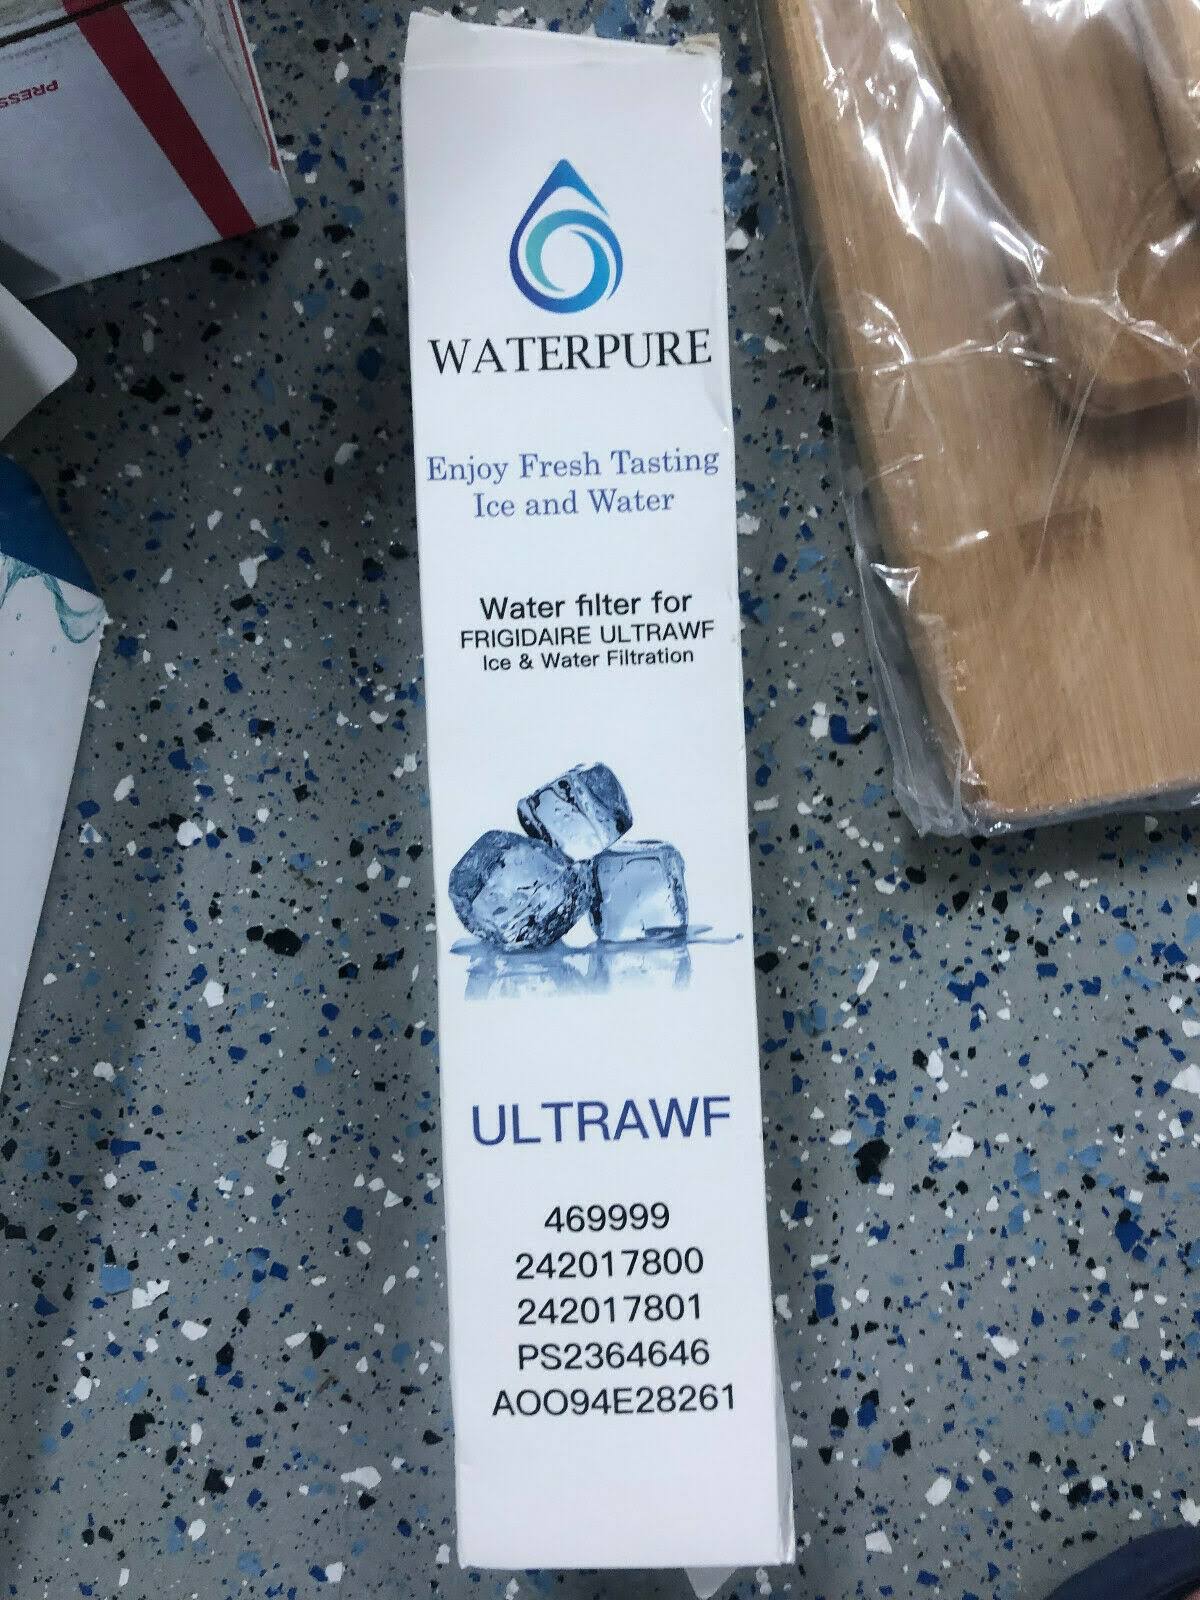 PRESS
WATERPURE
Enjoy Fresh Tasting
Ice and Water
Water filter for
FRIGIDAIRE ULTRAWF
Ice & Water Filtration
ULTRAWF
469999
242017800
242017801
PS2364646
AOO94E28261